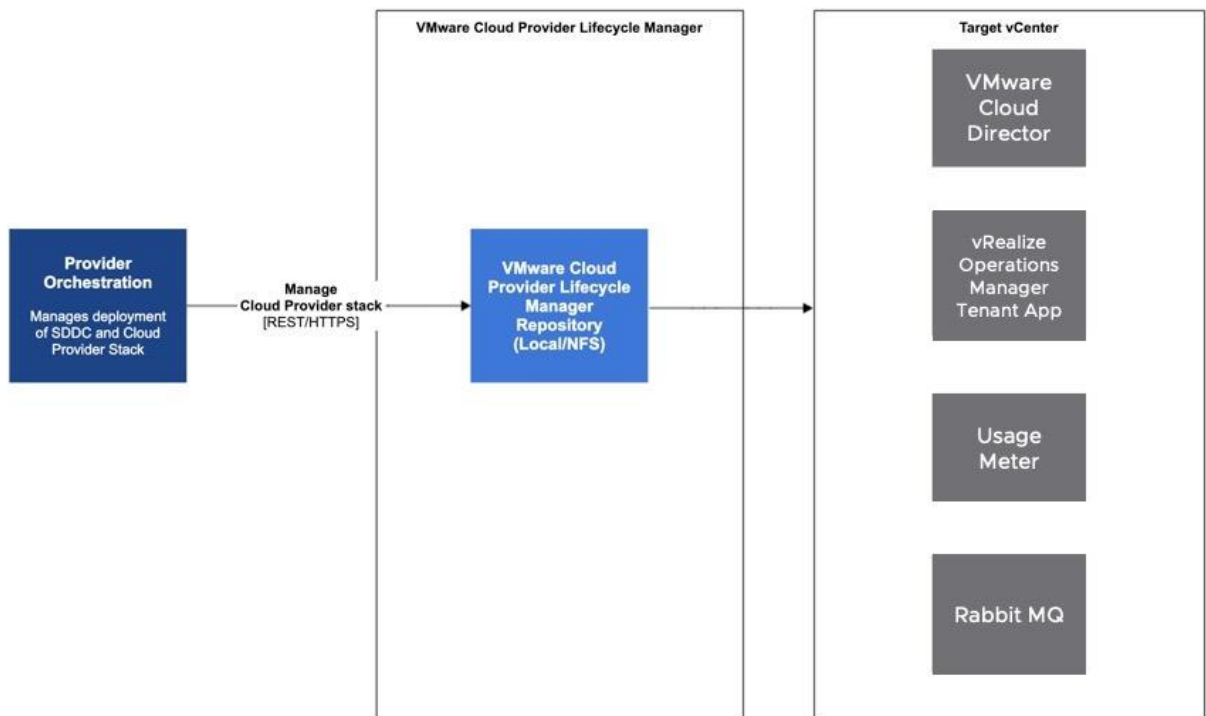 VMware Cloud Provider Lifecycle Manager
Target vCenter
Provider
Orchestration
Manages deployment
of SDDC and Cloud
Provider Stack
Manage
Cloud Provider stack
[REST/HTTPS]
VMware Cloud
Provider Lifecycle
Manager
Repository
(Local/NFS)
VMware
Cloud
Director
vRealize
Operations
Manager
Tenant App
Usage
Meter
Rabbit MQ